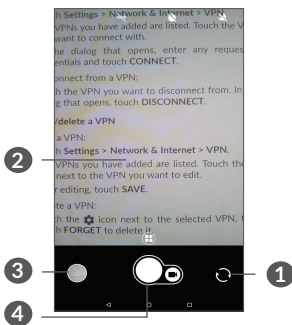 h Settings > Network & Internet > VPN
VPNs you have added are listed. Touch the V
want to connect with.
he dialog that opens, enter any reques
entials and touch CONNECT.
onnect from a VPN:
h the VPN you want to disconnect from. In
g that opens, touch DISCONNECT.
/delete a VPN
a VPN:
h Settings > Network & Internet > VPN.
VPNs you have added are listed. Touch the
next to the VPN you want to edit.
r editing, touch SAVE.
te a VPN:
h the icon next to the selected VPN, t
h FORGET to delete it.
2
3
1
4